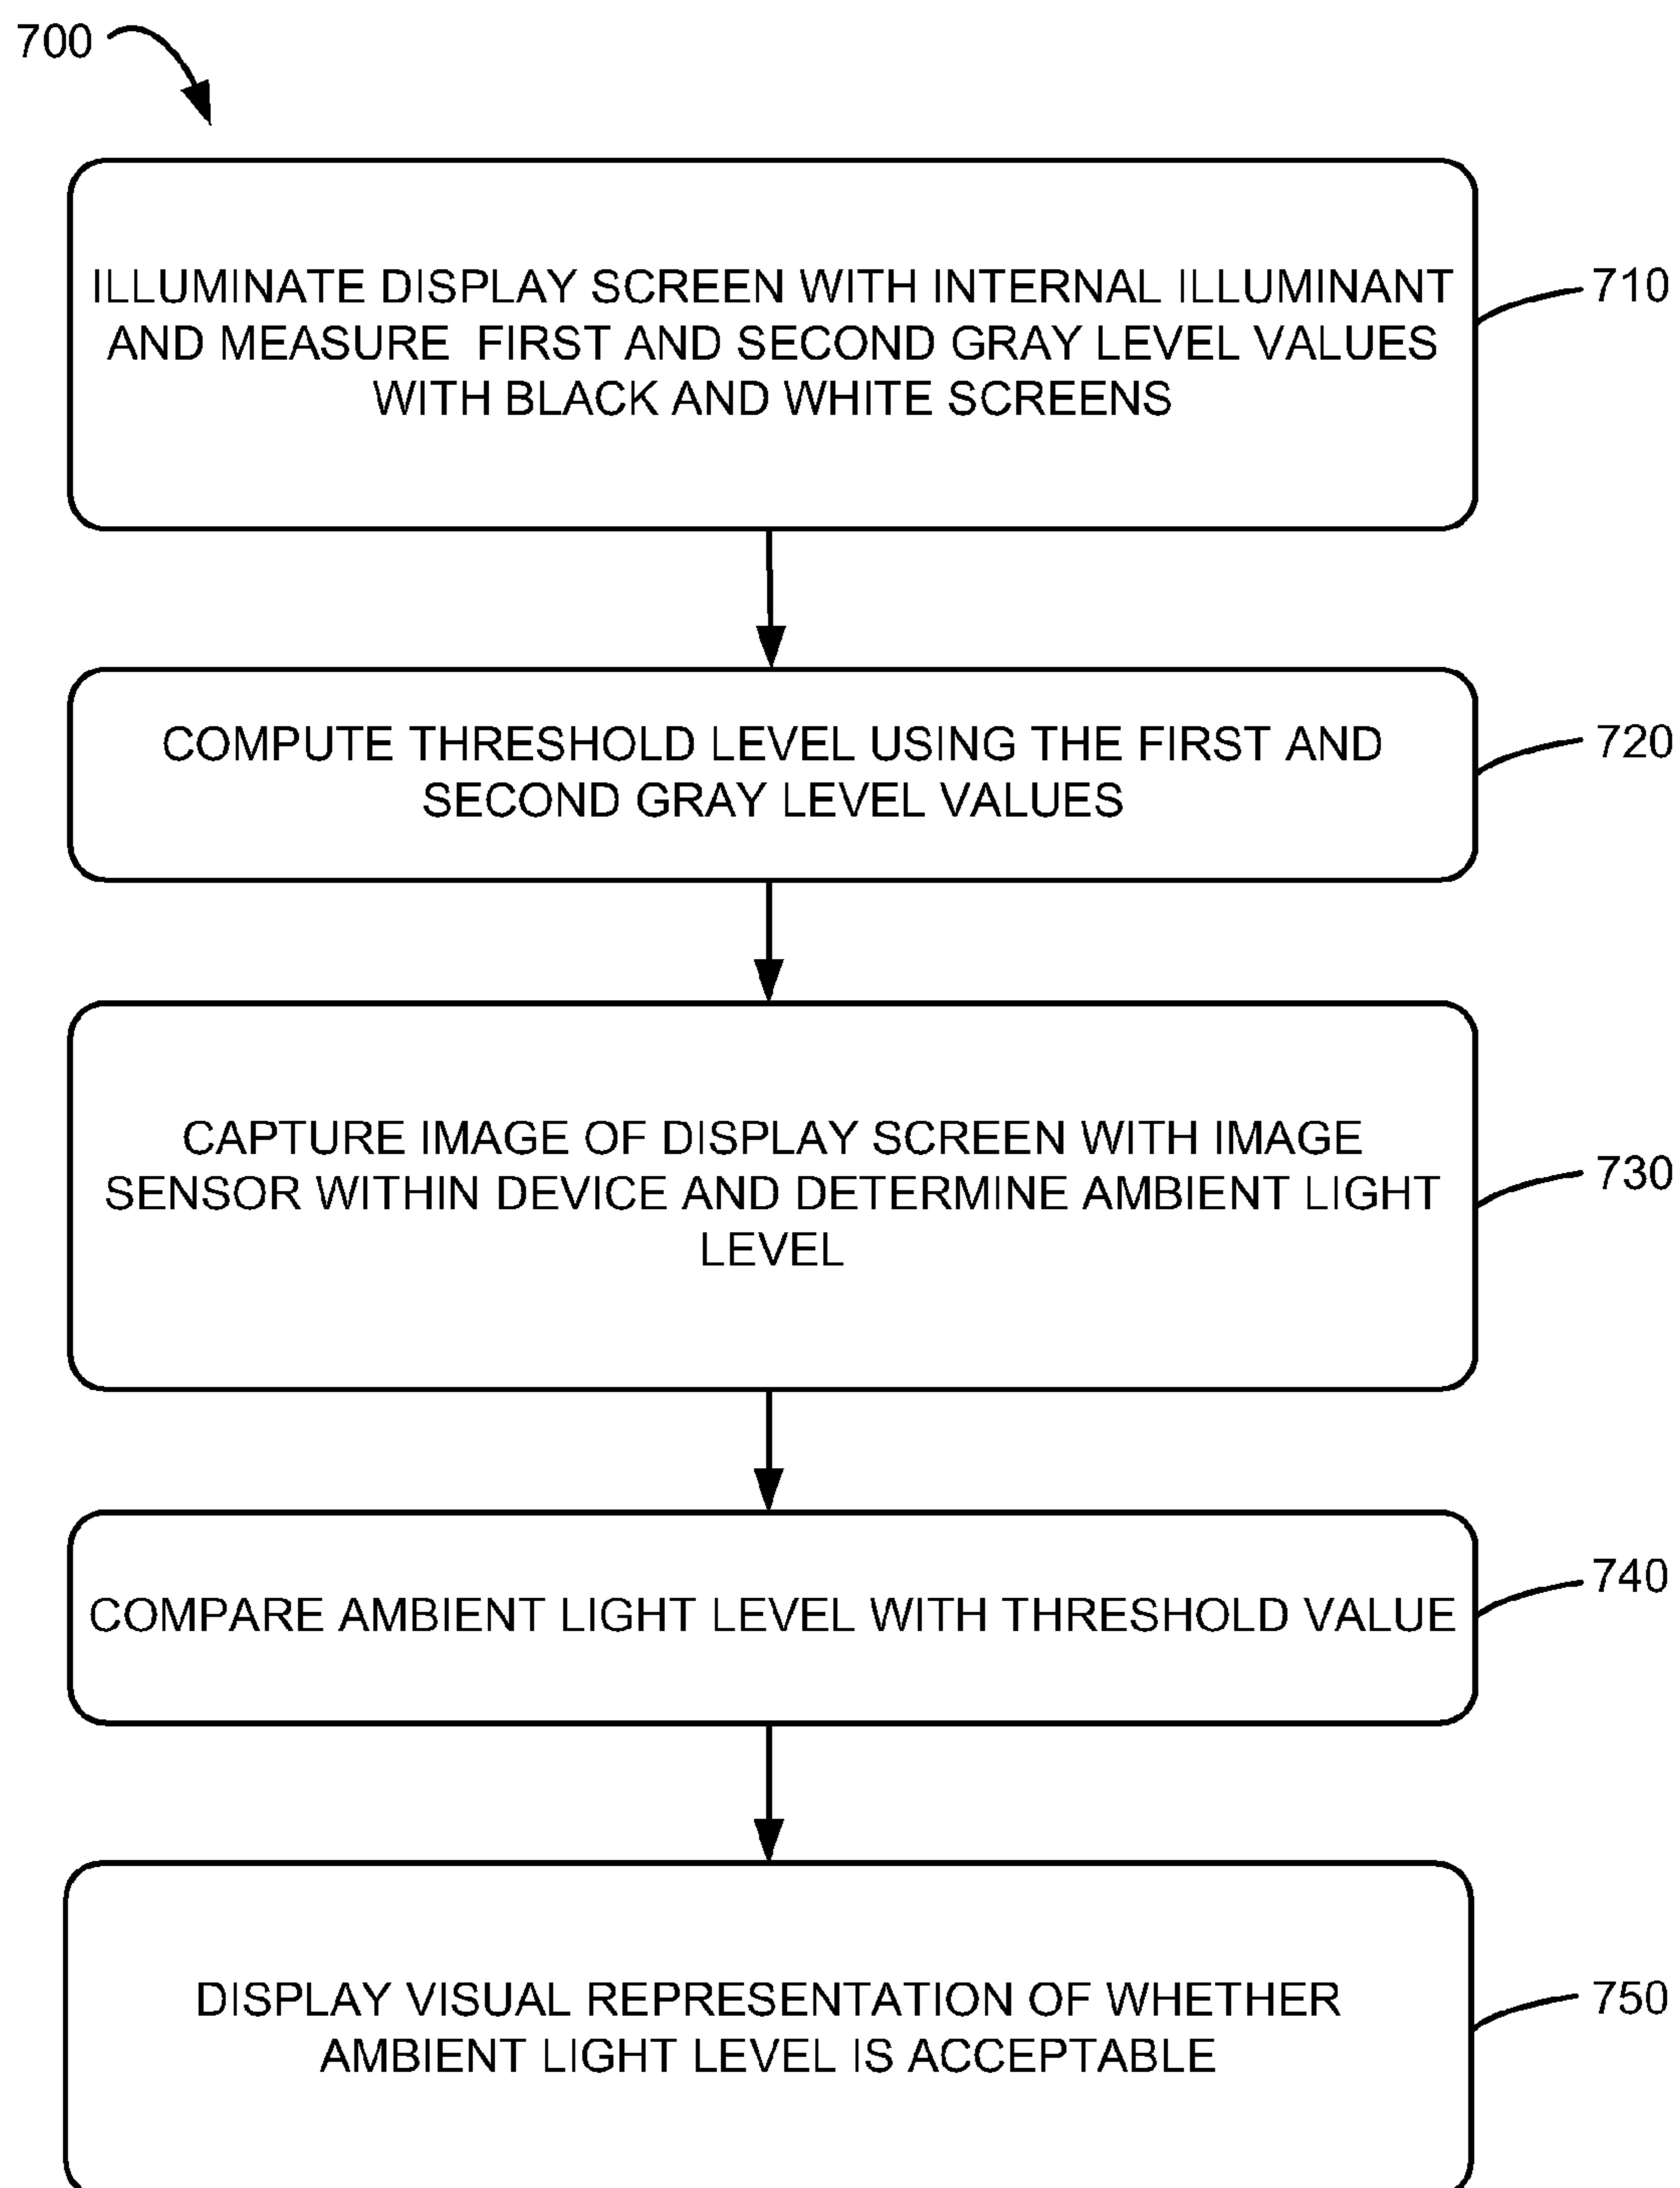 700
ILLUMINATE DISPLAY SCREEN WITH INTERNAL ILLUMINANT
AND MEASURE FIRST AND SECOND GRAY LEVEL VALUES
WITH BLACK AND WHITE SCREENS
710
COMPUTE THRESHOLD LEVEL USING THE FIRST AND
SECOND GRAY LEVEL VALUES
720
CAPTURE IMAGE OF DISPLAY SCREEN WITH IMAGE
SENSOR WITHIN DEVICE AND DETERMINE AMBIENT LIGHT
LEVEL
730
COMPARE AMBIENT LIGHT LEVEL WITH THRESHOLD VALUE
740
DISPLAY VISUAL REPRESENTATION OF WHETHER
AMBIENT LIGHT LEVEL IS ACCEPTABLE
750